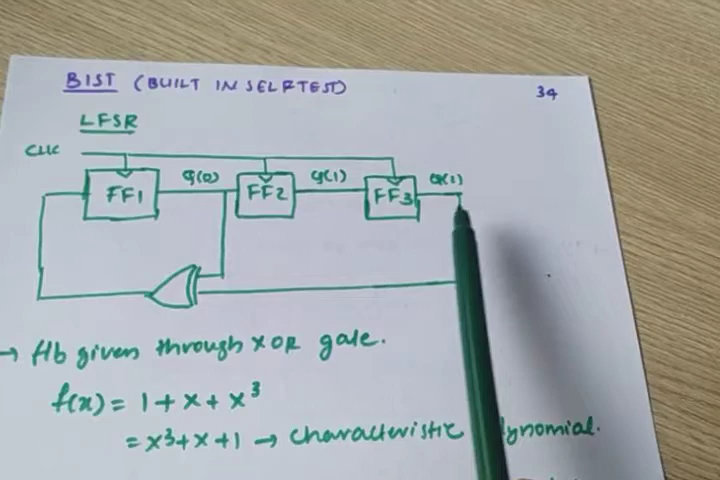 BIST (BUILT IN SELFTEST)
34
LFSR
CLK
FF1 q(0) FF2 q(1) FF3
→ f/b given through XOR gate.
f(x) = 1 + x + x³
= x³ + x + 1 → characteristic lynomial.